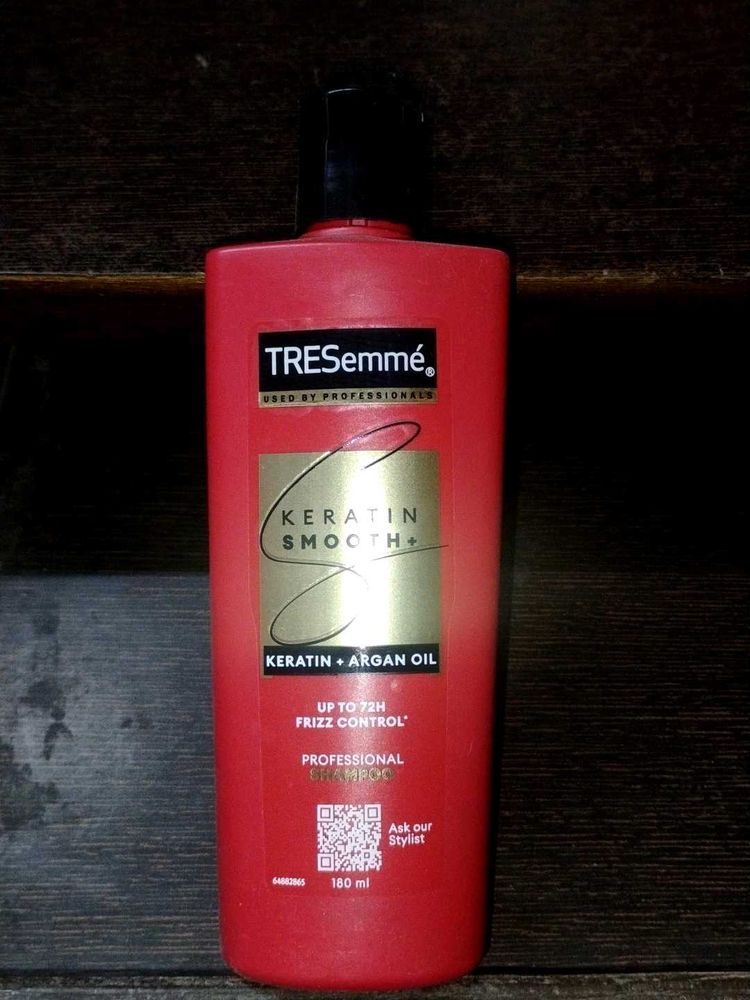 TRESemmé®
USED BY PROFESSIONALS
KERATIN
SMOOTH+
KERATIN + ARGAN OIL
UP TO 72H
FRIZZ CONTROL*
PROFESSIONAL
SHAMPOO
Ask our
Stylist
64882865
180 ml